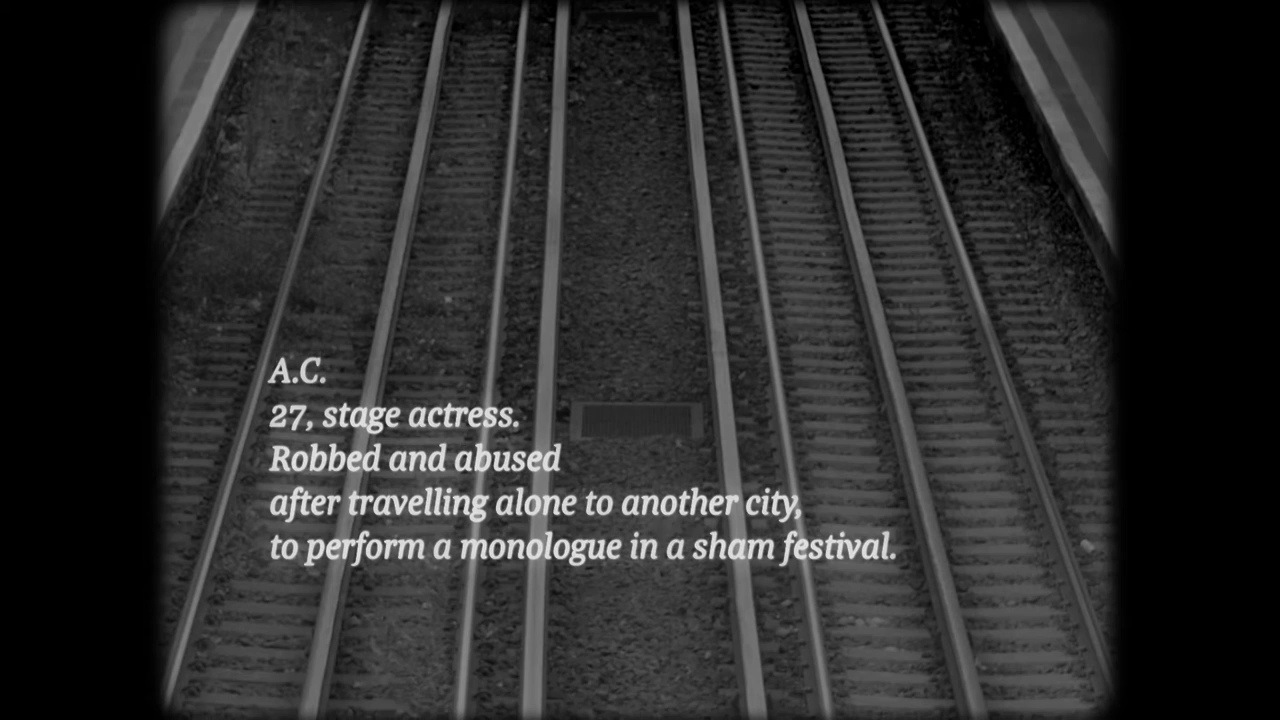 A.C.
27, stage actress.
Robbed and abused
after travelling alone to another city,
to perform a monologue in a sham festival.